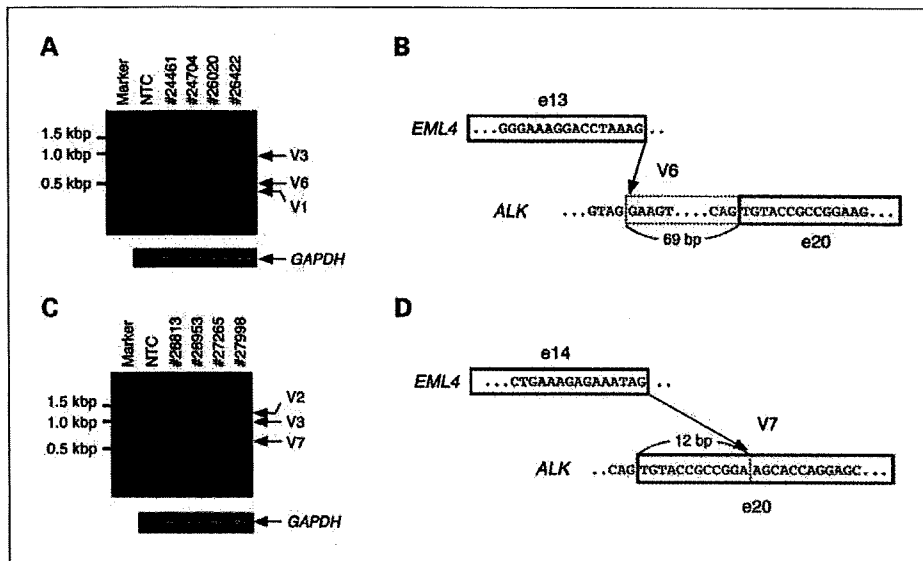 A
Marker
NTC
#24461
#24704
#26020
#26422
1.5 kbp
1.0 kbp
0.5 kbp
V3
V6
V1
GAPDH
B
e13
EML4
...GGGAAAGGACCTAAAG ..
V6
ALK
...GTAG GAAGT....CAG TGTACCGCCGGAAG...
69 bp
e20
C
Marker
NTC
#26813
#28953
#27265
#27998
1.5 kbp
1.0 kbp
0.5 kbp
V2
V3
V7
GAPDH
D
e14
EML4
...CTGAAAGAGAAATAG ..
V7
12 bp
ALK
..CAG TGTACCGCCGGA AGCACCAGGAGC...
e20